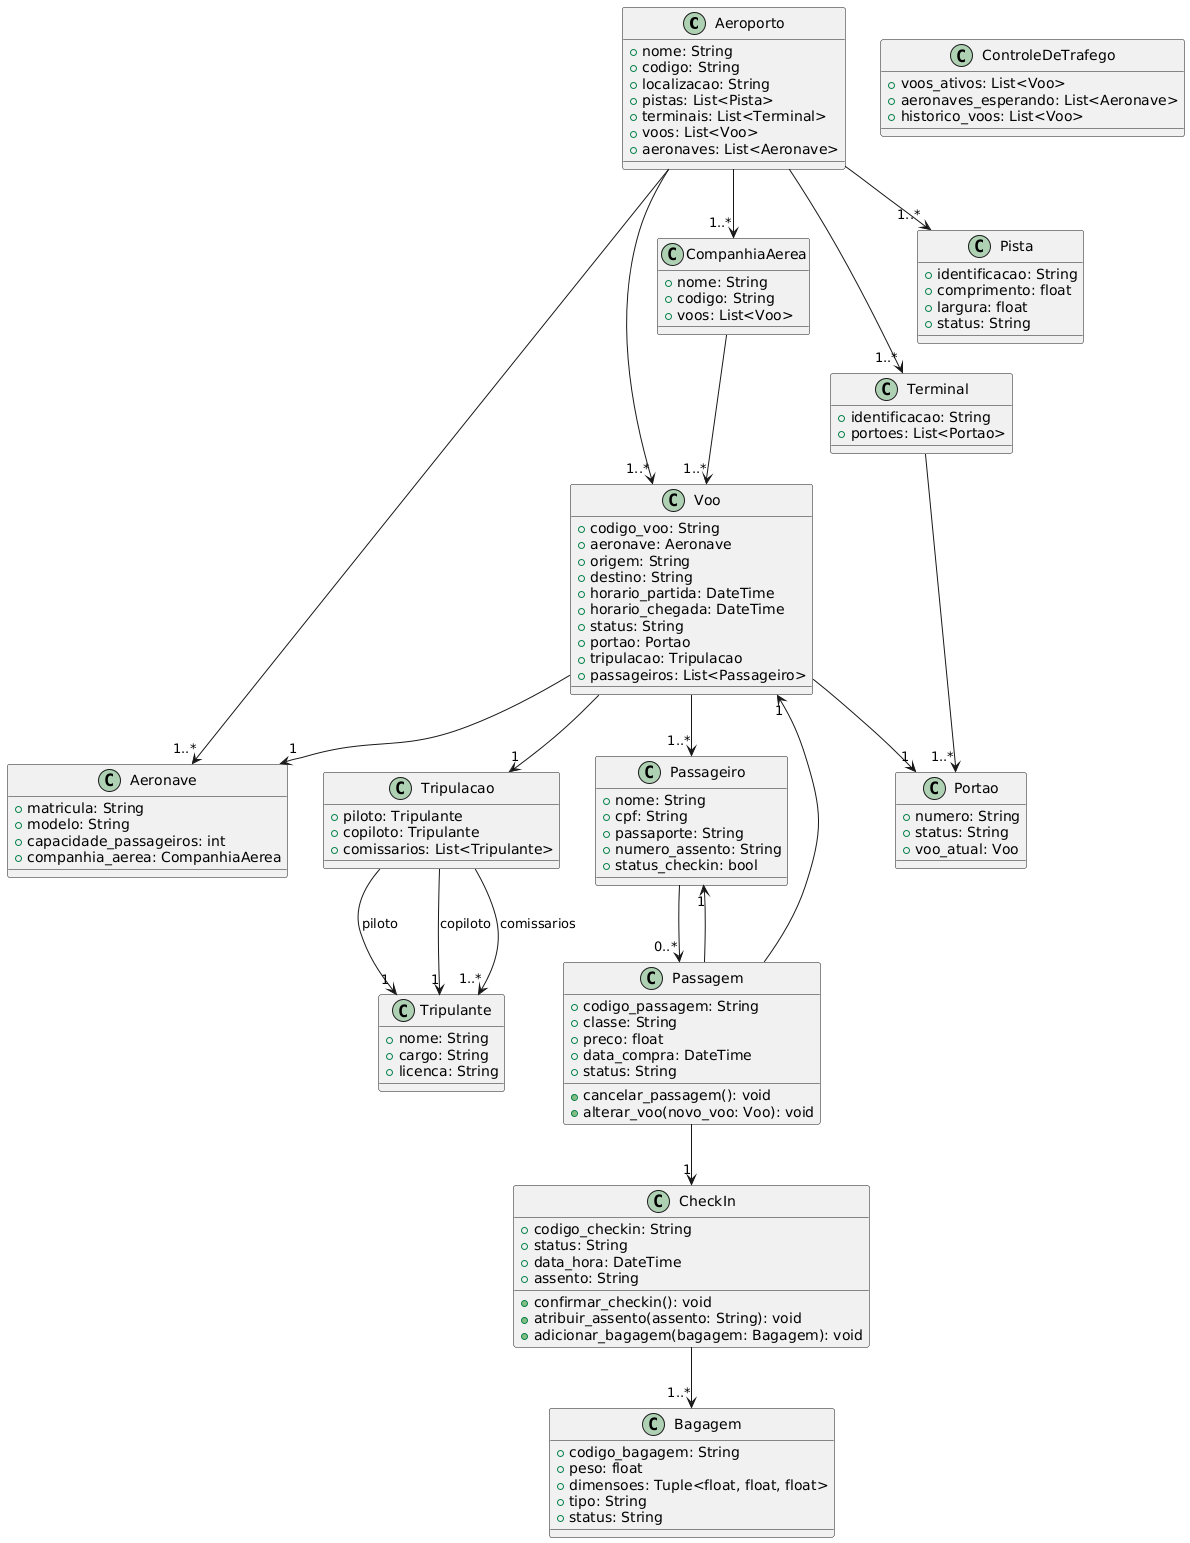 C Aeroporto
nome: String
codigo: String
localizacao: String
pistas: List<Pista>
terminais: List<Terminal>
voos: List<Voo>
aeronaves: List<Aeronave>
C ControleDeTrafego
voos_ativos: List<Voo>
aeronaves_esperando: List<Aeronave>
historico_voos: List<Voo>
1..*
1..*
C CompanhiaAerea
nome: String
codigo: String
voos: List<Voo>
C Pista
identificacao: String
comprimento: float
largura: float
status: String
1..*
C Terminal
identificacao: String
portoes: List<Portao>
1..*
1..*
C Voo
codigo_voo: String
aeronave: Aeronave
origem: String
destino: String
horario_partida: DateTime
horario_chegada: DateTime
status: String
portao: Portao
tripulacao: Tripulacao
passageiros: List<Passageiro>
1
1..*
1
1
1..*
1
1..*
C Aeronave
matricula: String
modelo: String
capacidade_passageiros: int
companhia_aerea: CompanhiaAerea
C Tripulacao
piloto: Tripulante
copiloto: Tripulante
comissarios: List<Tripulante>
C Passageiro
nome: String
cpf: String
passaporte: String
numero_assento: String
status_checkin: bool
C Portao
numero: String
status: String
voo_atual: Voo
1
piloto
copiloto
comissarios
0..*
1
1
1..*
C Tripulante
nome: String
cargo: String
licenca: String
C Passagem
codigo_passagem: String
classe: String
preco: float
data_compra: DateTime
status: String
cancelar_passagem(): void
alterar_voo(novo_voo: Voo): void
1
C CheckIn
codigo_checkin: String
status: String
data_hora: DateTime
assento: String
confirmar_checkin(): void
atribuir_assento(assento: String): void
adicionar_bagagem(bagagem: Bagagem): void
1..*
C Bagagem
codigo_bagagem: String
peso: float
dimensoes: Tuple<float, float, float>
tipo: String
status: String